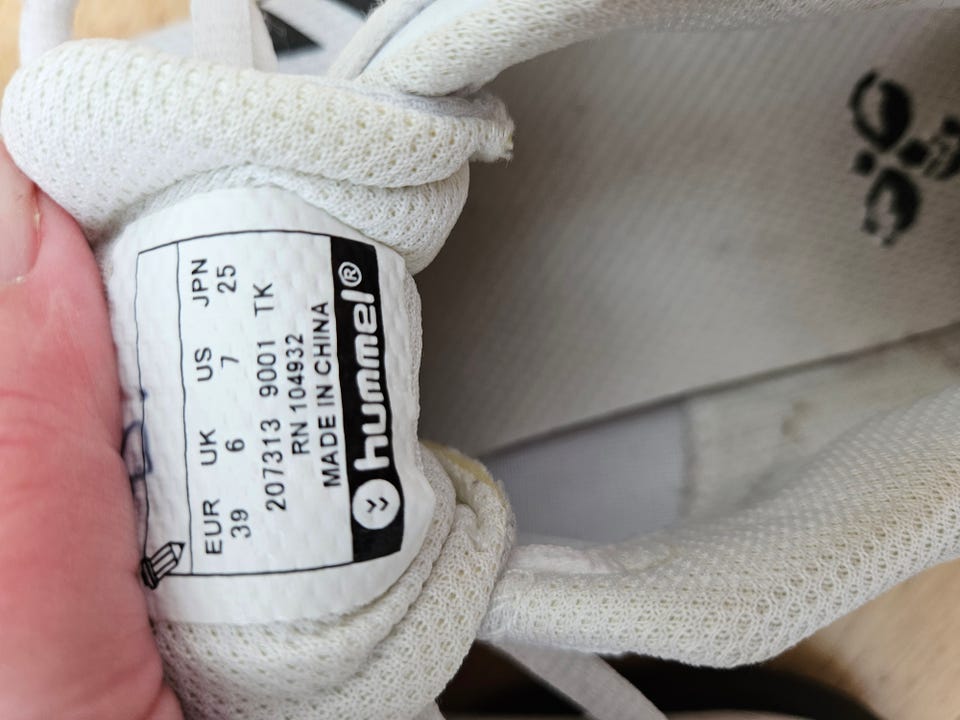 EUR UK US JPN
39 6 7 25
207313 9001 TK
RN 104932
MADE IN CHINA
hummel®